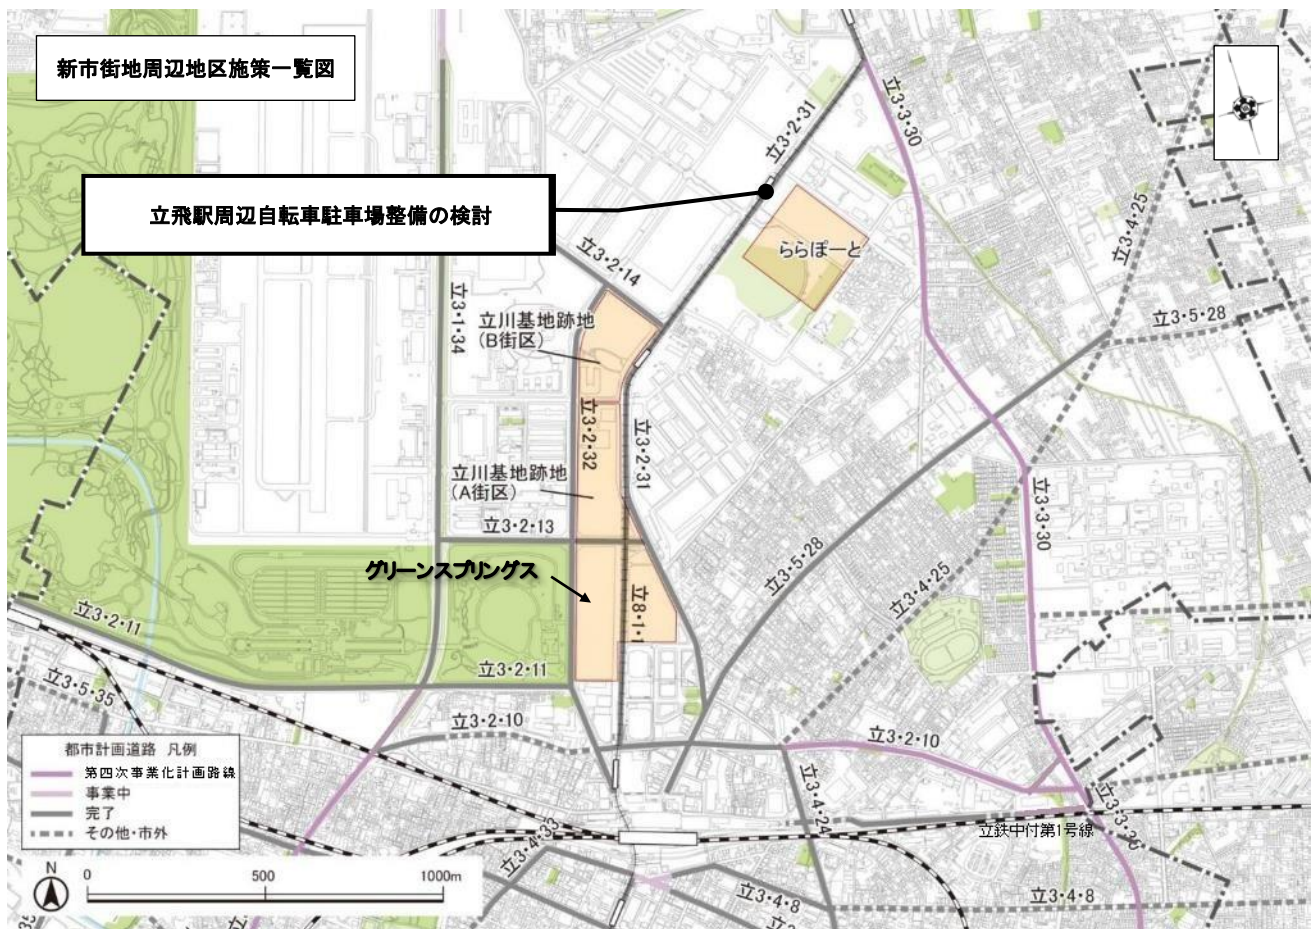 新市街地周辺地区施策一覧図
立3・2・31
立3・3・30
立飛駅周辺自転車駐車場整備の検討
立3・4・25
ららぽーと
立3・2・14
立3・1・34
立川基地跡地
(B街区)
立3・5・28
立3・2・32
立3・2・31
立川基地跡地
(A街区)
立3・2・13
立3・3・30
立3・5・28
グリーンスプリングス
立3・4・25
立8・1・1
立3・2・11
立3・2・11
立3・5・35
立3・2・10
立3・2・10
都市計画道路 凡例
第四次事業化計画路線
事業中
完了
その他・市外
立3・4・24
立3・3・30
立鉄中付第1号線
立3・4・33
N
0
500
1000m
立3・4・8
立3・4・8